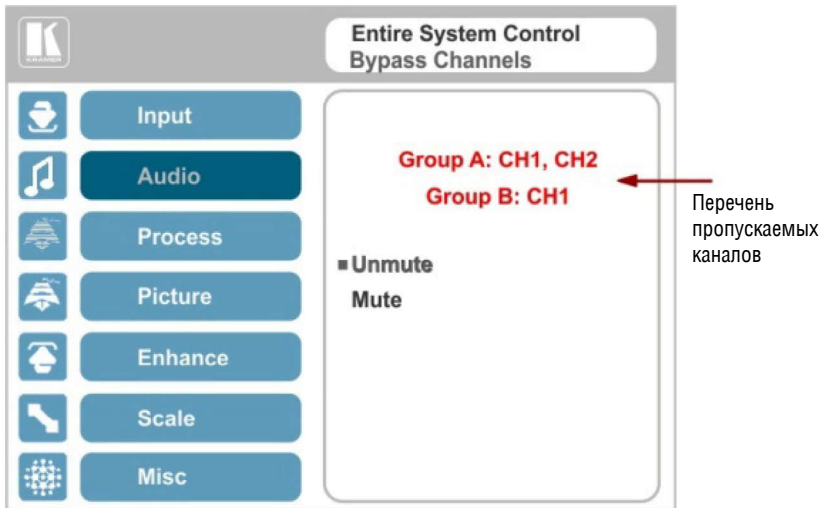 KRAMER
Entire System Control
Bypass Channels
Input
Audio
Process
Picture
Enhance
Scale
Misc
Group A: CH1, CH2
Group B: CH1
Unmute
Mute
Перечень
пропускаемых
каналов